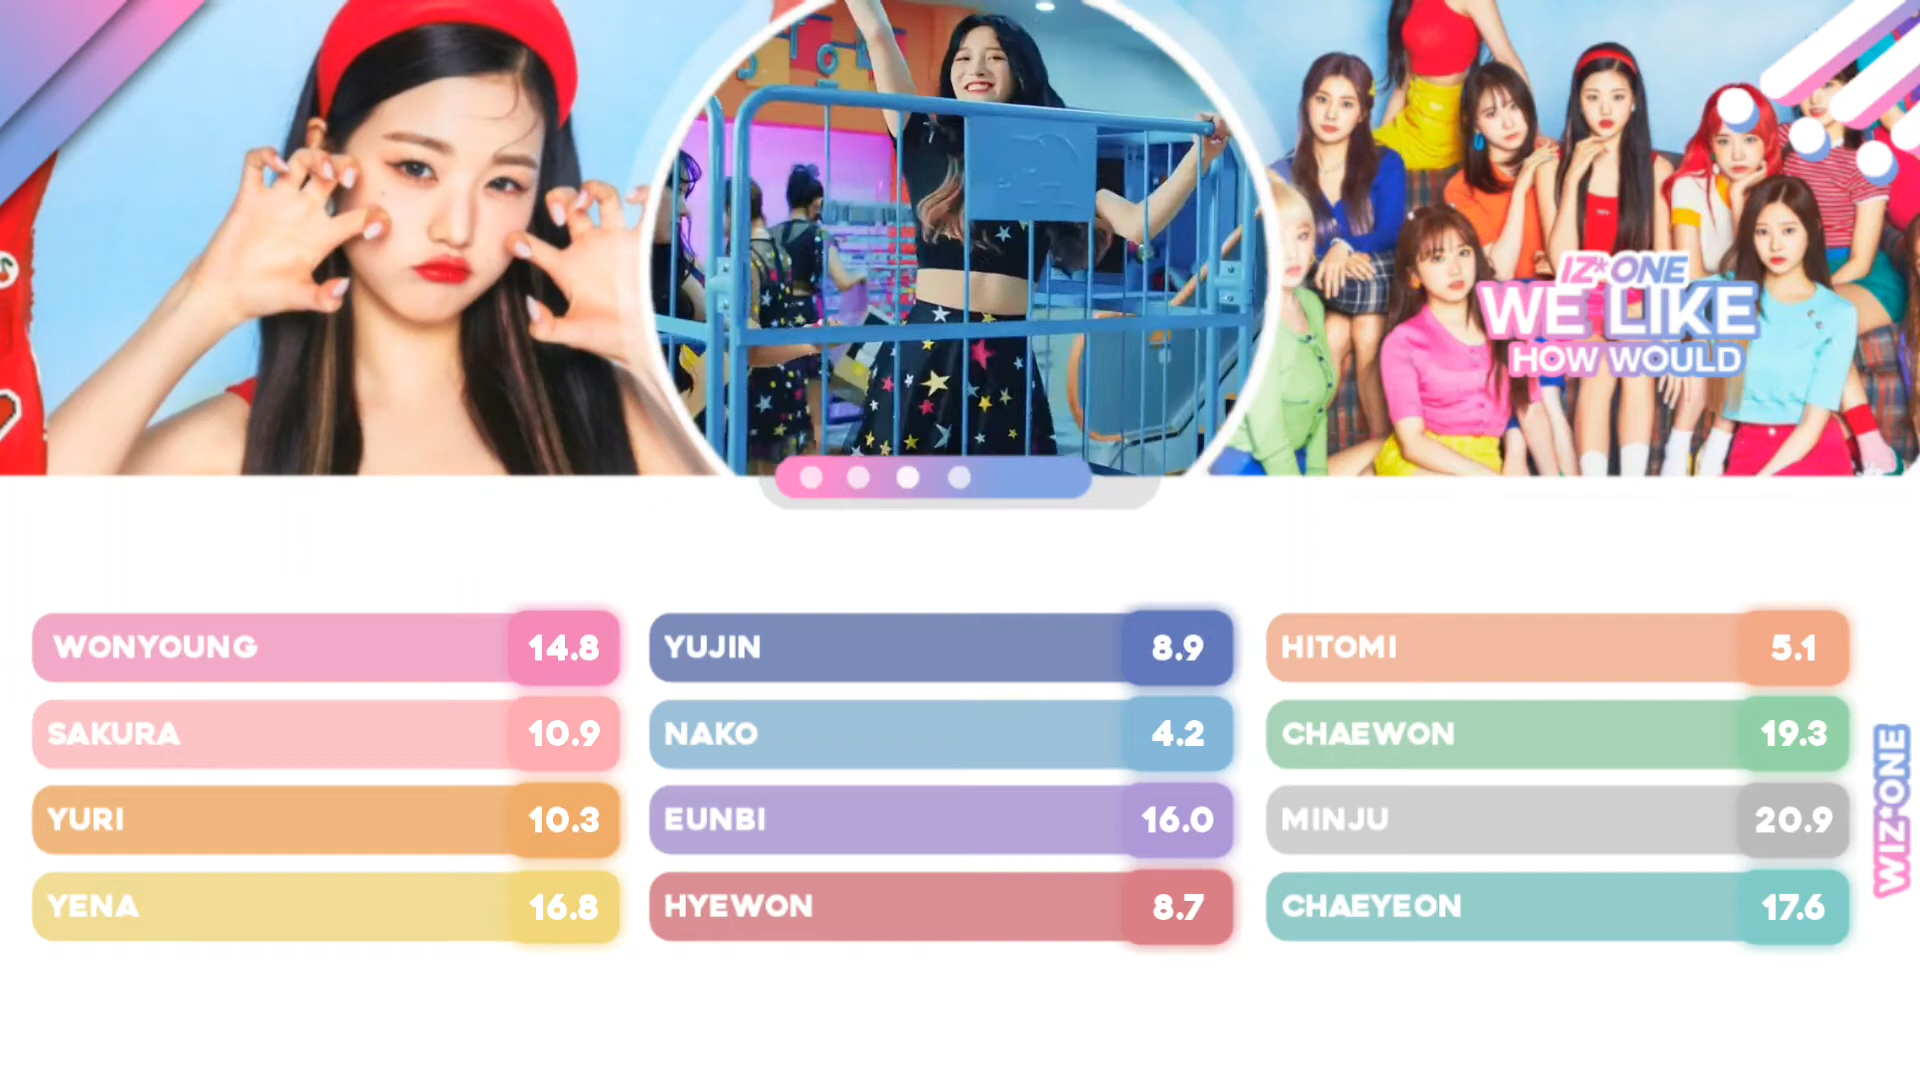 IZ*ONE
WE LIKE
HOW WOULD
WONYOUNG 14.8
YUJIN 8.9
HITOMI 5.1
SAKURA 10.9
NAKO 4.2
CHAEWON 19.3
YURI 10.3
EUNBI 16.0
MINJU 20.9
YENA 16.8
HYEWON 8.7
CHAEYEON 17.6
WIZ*ONE